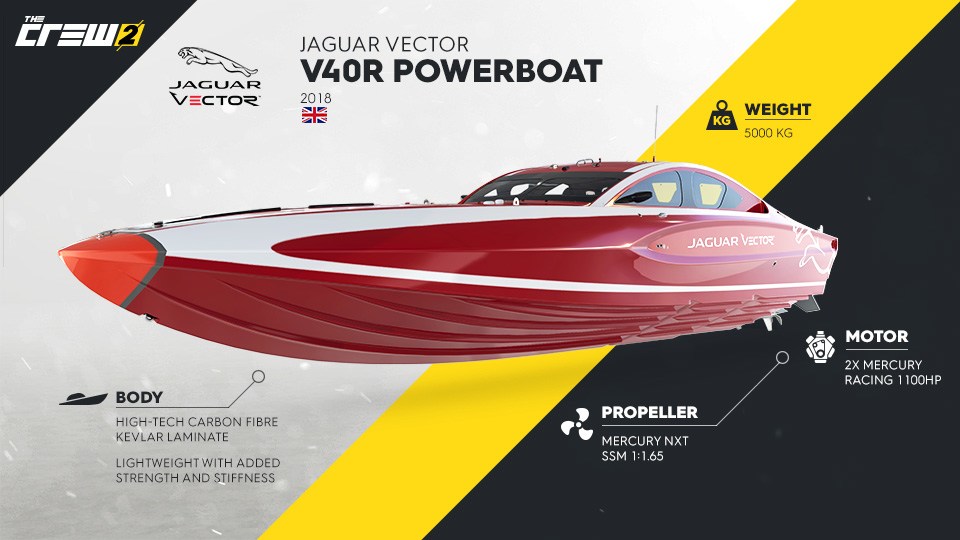 THE
CREW2
JAGUAR
VECTOR
JAGUAR VECTOR
V40R POWERBOAT
2018
KG
WEIGHT
5000 KG
JAGUAR VECTOR
MOTOR
2X MERCURY
RACING 1100HP
BODY
HIGH-TECH CARBON FIBRE
KEVLAR LAMINATE
LIGHTWEIGHT WITH ADDED
STRENGTH AND STIFFNESS
PROPELLER
MERCURY NXT
SSM 1:1.65